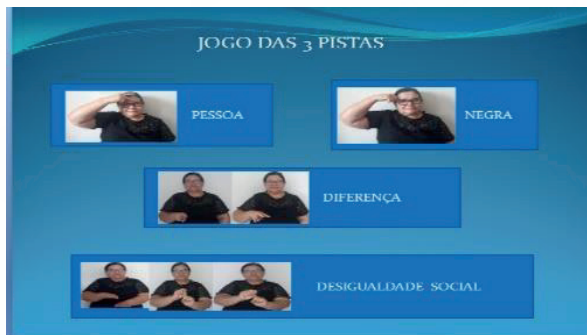 JOGO DAS 3 PISTAS
PESSOA
NEGRA
DIFERENÇA
DESIGUALDADE SOCIAL